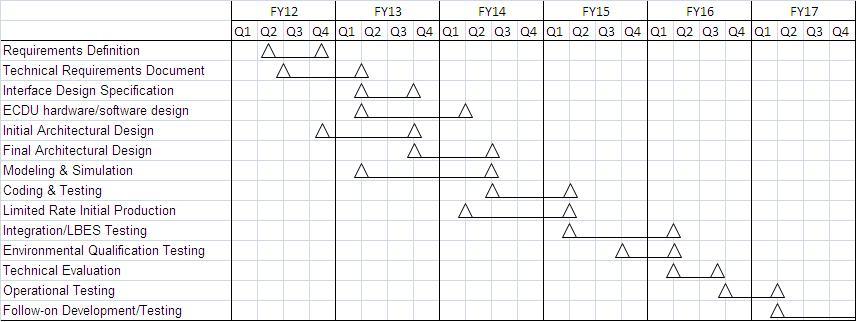 FY12 FY13 FY14 FY15 FY16 FY17
Q1 Q2 Q3 Q4 Q1 Q2 Q3 Q4 Q1 Q2 Q3 Q4 Q1 Q2 Q3 Q4 Q1 Q2 Q3 Q4 Q1 Q2 Q3 Q4
Requirements Definition
Technical Requirements Document
Interface Design Specification
ECDU hardware/software design
Initial Architectural Design
Final Architectural Design
Modeling & Simulation
Coding & Testing
Limited Rate Initial Production
Integration/LBES Testing
Environmental Qualification Testing
Technical Evaluation
Operational Testing
Follow-on Development/Testing